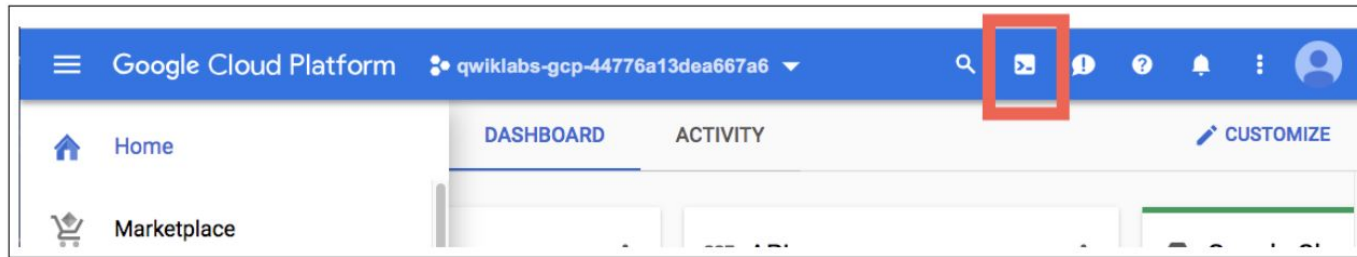 Google Cloud Platform qwiklabs-gcp-44776a13dea667a6
Home DASHBOARD ACTIVITY CUSTOMIZE
Marketplace